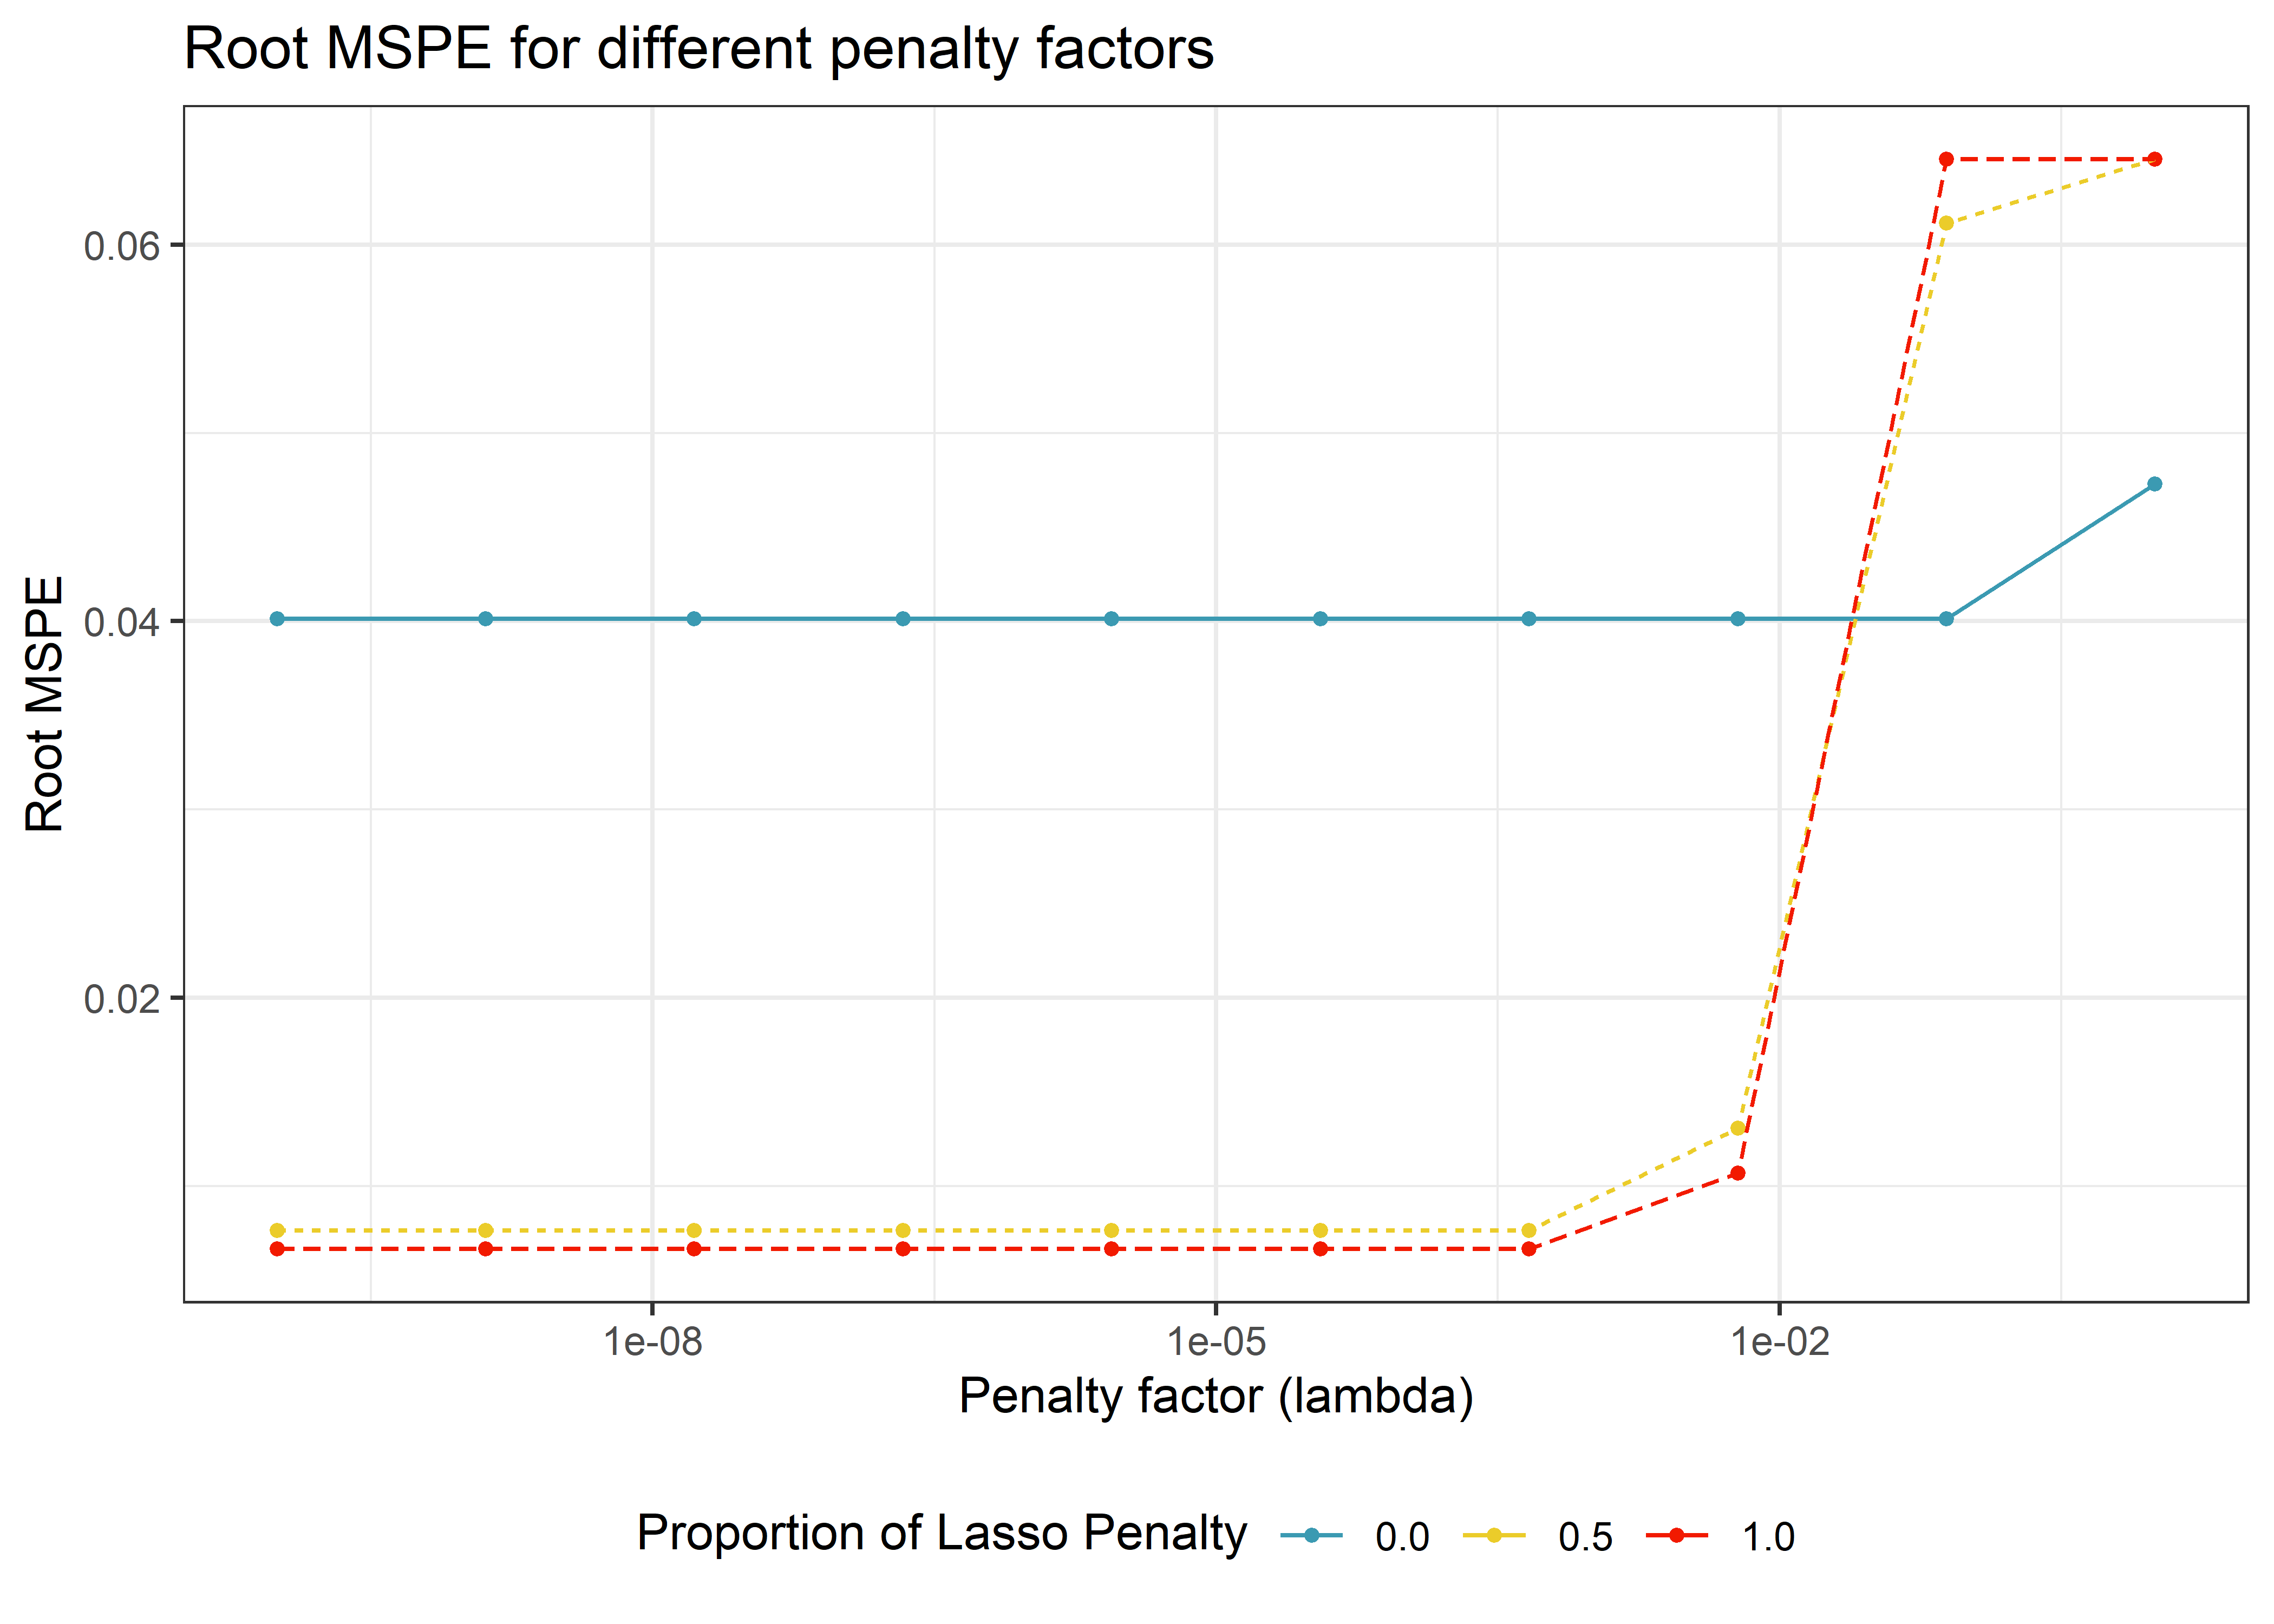 Root MSPE for different penalty factors
Root MSPE
0.06
0.04
0.02
1e-08 1e-05 1e-02
Penalty factor (lambda)
Proportion of Lasso Penalty 0.0 0.5 1.0